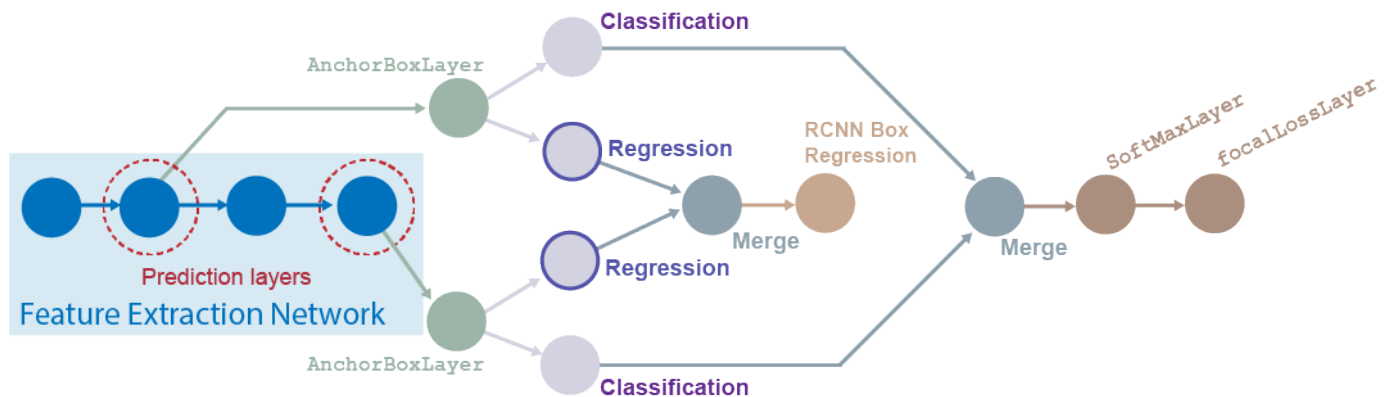 Classification
AnchorBoxLayer
Regression
RCNN Box
Regression
SoftMaxLayer
focalLossLayer
Merge
Merge
Regression
Prediction layers
Feature Extraction Network
AnchorBoxLayer
Classification